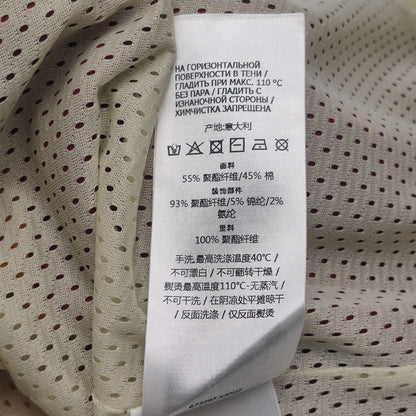 НА ГОРИЗОНТАЛЬНОЙ
ПОВЕРХНОСТИ В ТЕНИ /
ГЛАДИТЬ ПРИ МАКС. 110 °C
БЕЗ ПАРА / ГЛАДИТЬ С
ИЗНАНОЧНОЙ СТОРОНЫ /
ХИМЧИСТКА ЗАПРЕЩЕНА
产地:意大利
面料
55% 聚酯纤维/45% 棉
装饰部件
93% 聚酯纤维/5% 锦纶/2%
氨纶
里料
100% 聚酯纤维
手洗,最高洗涤温度40℃ /
不可漂白 / 不可翻转干燥 /
熨烫最高温度110℃-无蒸汽 /
不可干洗 / 在阴凉处平摊晾干
/ 反面洗涤 / 仅反面熨烫